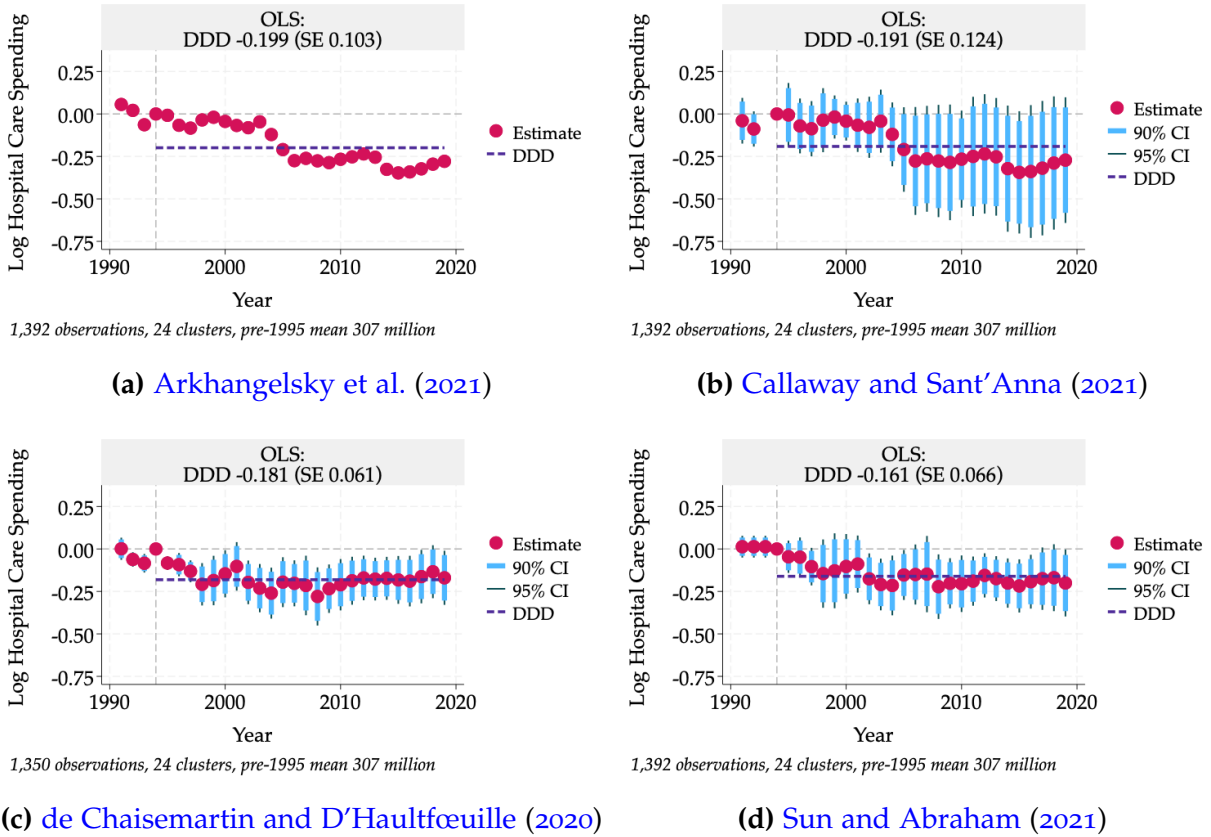 OLS:
DDD -0.199 (SE 0.103)
Log Hospital Care Spending
0.25
0.00
-0.25
-0.50
-0.75
1990
2000
2010
2020
Year
Estimate
DDD
1,392 observations, 24 clusters, pre-1995 mean 307 million
(a) Arkhangelsky et al. (2021)
OLS:
DDD -0.191 (SE 0.124)
Log Hospital Care Spending
0.25
0.00
-0.25
-0.50
-0.75
1990
2000
2010
2020
Year
Estimate
90% CI
95% CI
DDD
1,392 observations, 24 clusters, pre-1995 mean 307 million
(b) Callaway and Sant'Anna (2021)
OLS:
DDD -0.181 (SE 0.061)
Log Hospital Care Spending
0.25
0.00
-0.25
-0.50
-0.75
1990
2000
2010
2020
Year
Estimate
90% CI
95% CI
DDD
1,350 observations, 24 clusters, pre-1995 mean 307 million
(c) de Chaisemartin and D'Haultfœuille (2020)
OLS:
DDD -0.161 (SE 0.066)
Log Hospital Care Spending
0.25
0.00
-0.25
-0.50
-0.75
1990
2000
2010
2020
Year
Estimate
90% CI
95% CI
DDD
1,392 observations, 24 clusters, pre-1995 mean 307 million
(d) Sun and Abraham (2021)